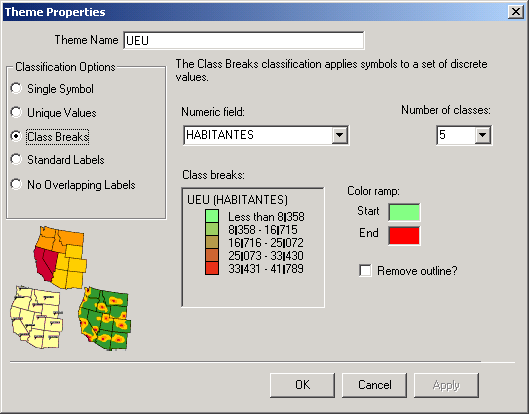 Theme Properties
Theme Name UEU
Classification Options
Single Symbol
Unique Values
Class Breaks
Standard Labels
No Overlapping Labels
The Class Breaks classification applies symbols to a set of discrete
values.
Numeric field:
Number of classes:
HABITANTES
5
Class breaks:
UEU (HABITANTES)
Less than 8|358
8|358 - 16|715
16|716 - 25|072
25|073 - 33|430
33|431 - 41|789
Color ramp:
Start
End
Remove outline?
OK
Cancel
Apply